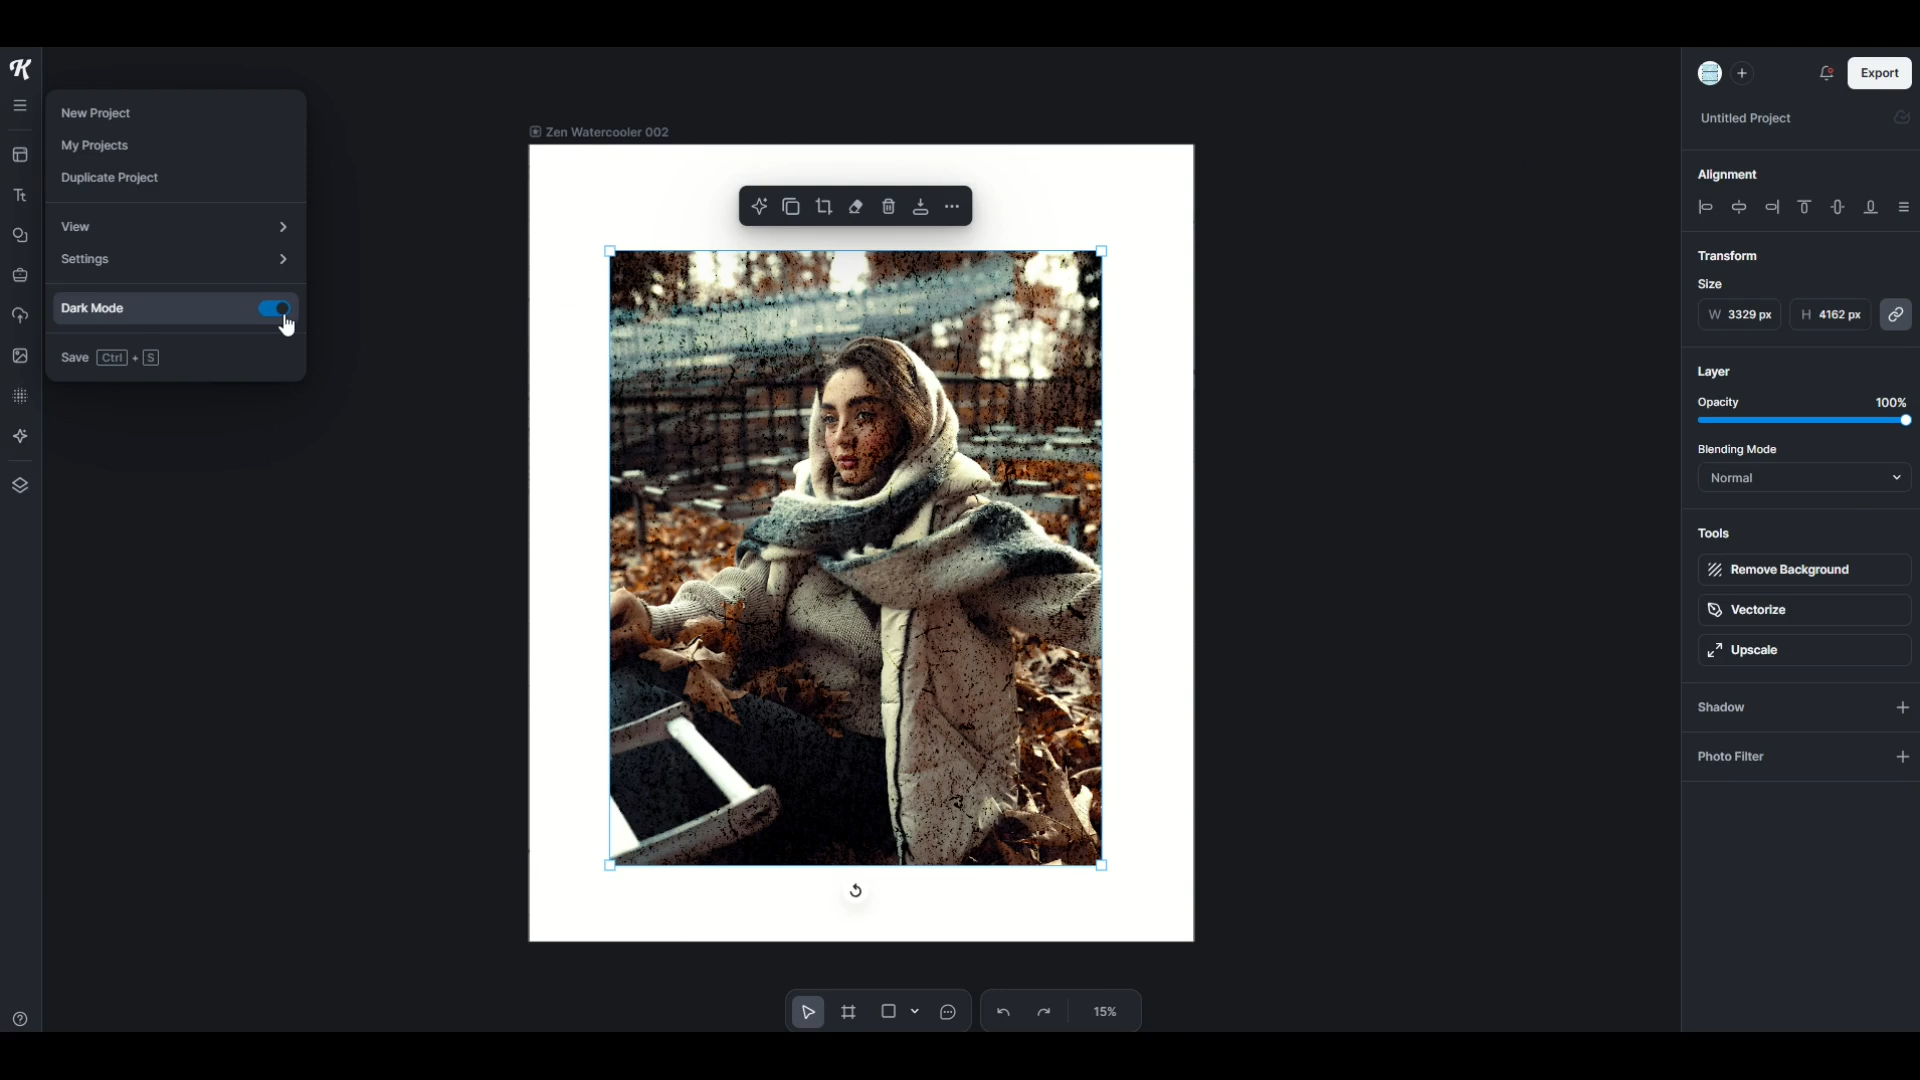 New Project
My Projects
Duplicate Project
View
Settings
Dark Mode
Save Ctrl + S
Zen Watercooler 002
15%
Export
Untitled Project
Alignment
Transform
Size
W 3329 px H 4162 px
Layer
Opacity 100%
Blending Mode
Normal
Tools
Remove Background
Vectorize
Upscale
Shadow
Photo Filter